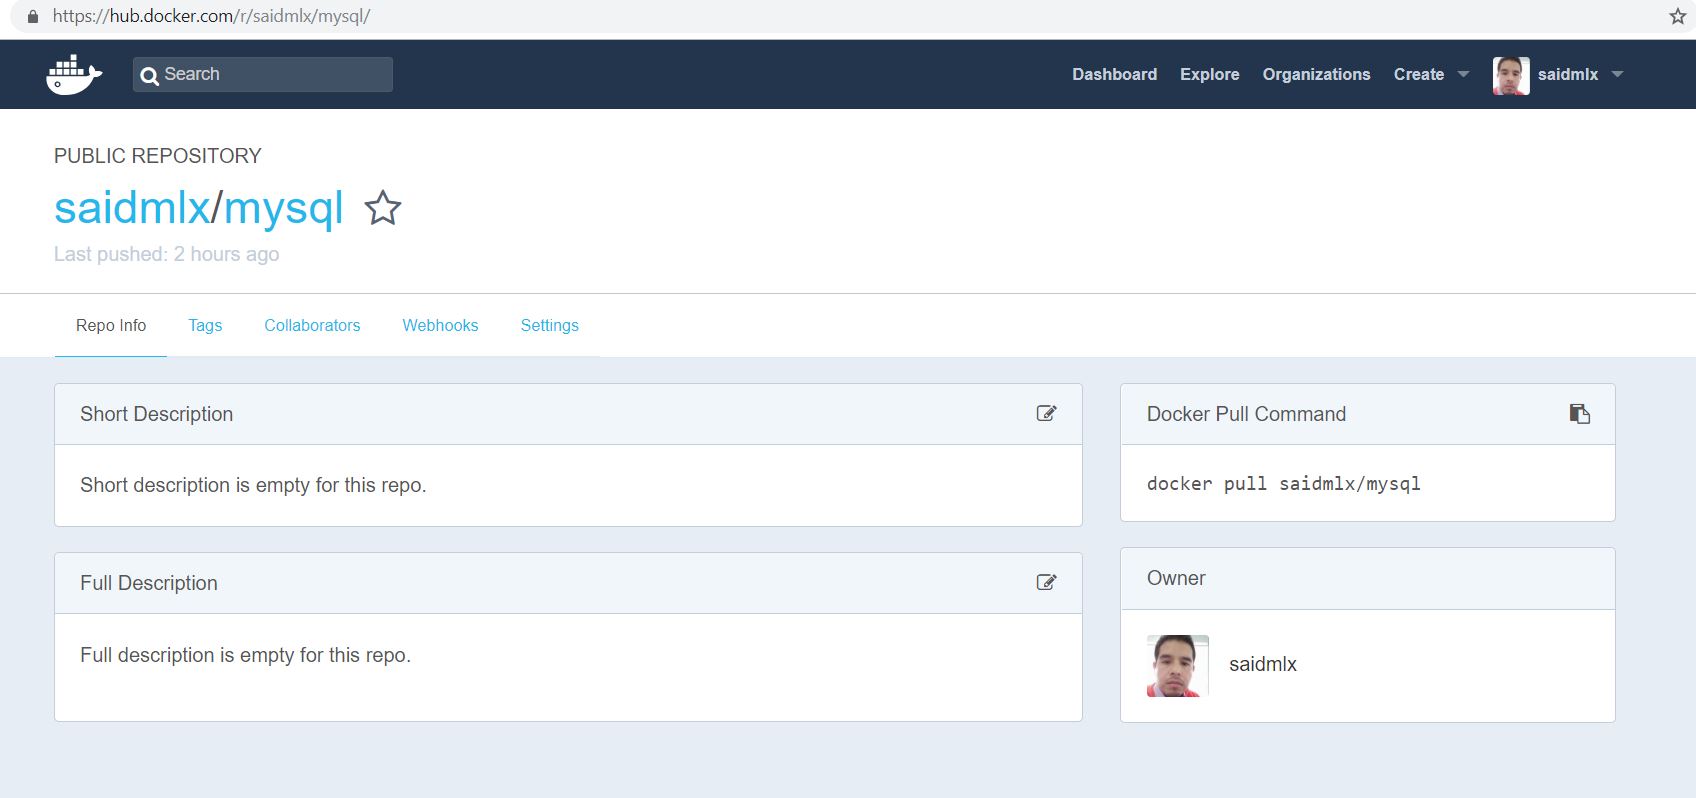 https://hub.docker.com/r/saidmlx/mysql/
Search
Dashboard Explore Organizations Create saidmlx
PUBLIC REPOSITORY
saidmlx/mysql
Last pushed: 2 hours ago
Repo Info Tags Collaborators Webhooks Settings
Short Description
Short description is empty for this repo.
Full Description
Full description is empty for this repo.
Docker Pull Command
docker pull saidmlx/mysql
Owner
saidmlx